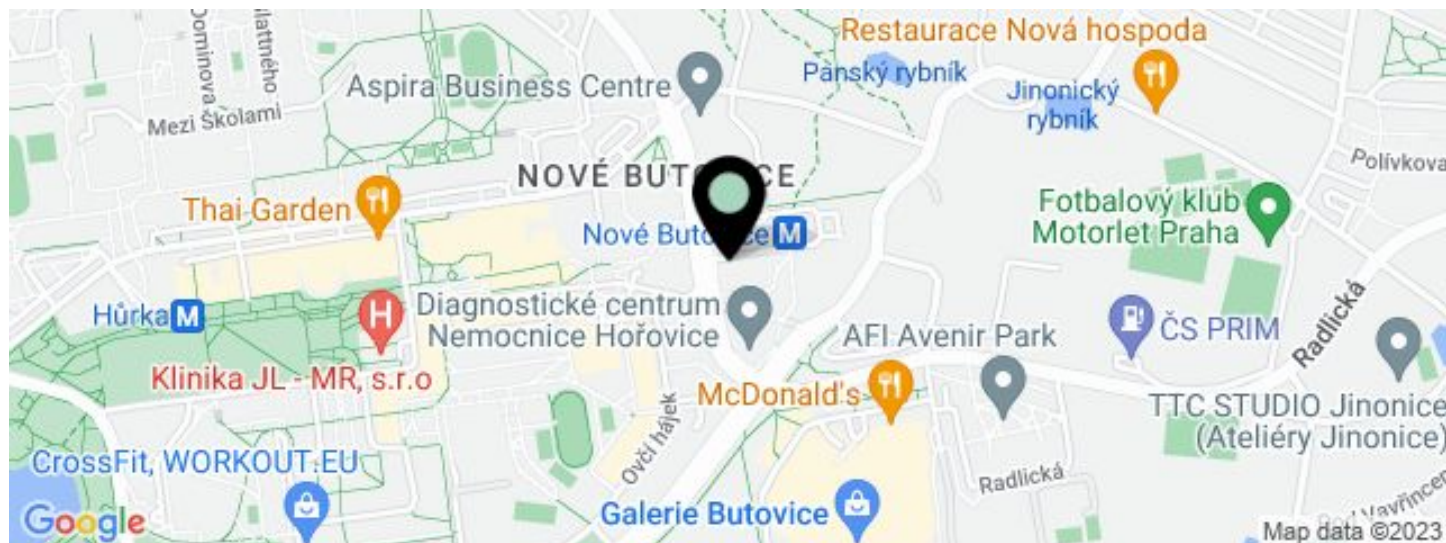 Restaurace Nová hospoda
Dominova
Aspira Business Centre
Panský rybník
Jinonický
rybník
Mezi Školami
Polívkova
NOVÉ BUTOVICE
Thai Garden
Fotbalový klub
Motorlet Praha
Nové Butovice M
Hůrka M
H
Diagnostické centrum
Nemocnice Hořovice
AFI Avenir Park
ČS PRIM
Radlická
Klinika JL - MR, s.r.o
McDonald's
TTC STUDIO Jinonice
(Ateliéry Jinonice)
Ovčí hájek
CrossFit, WORKOUT.EU
Radlická
Galerie Butovice
Google
Map data ©2023